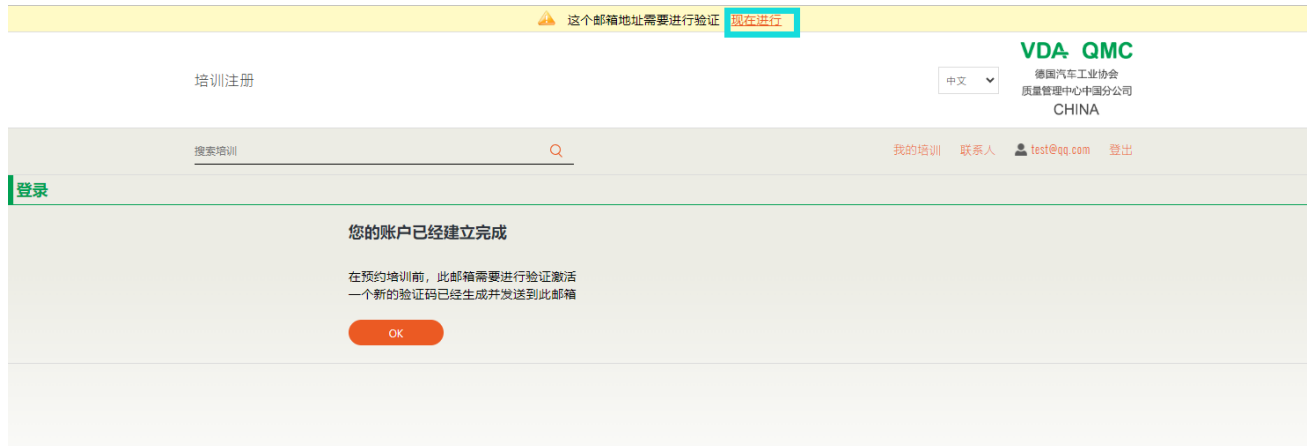 这个邮箱地址需要进行验证 现在进行
培训注册
中文
VDA QMC
德国汽车工业协会
质量管理中心中国分公司
CHINA
搜索培训
我的培训 联系人 test@qq.com 登出
登录
您的账户已经建立完成
在预约培训前，此邮箱需要进行验证激活
一个新的验证码已经生成并发送到此邮箱
OK